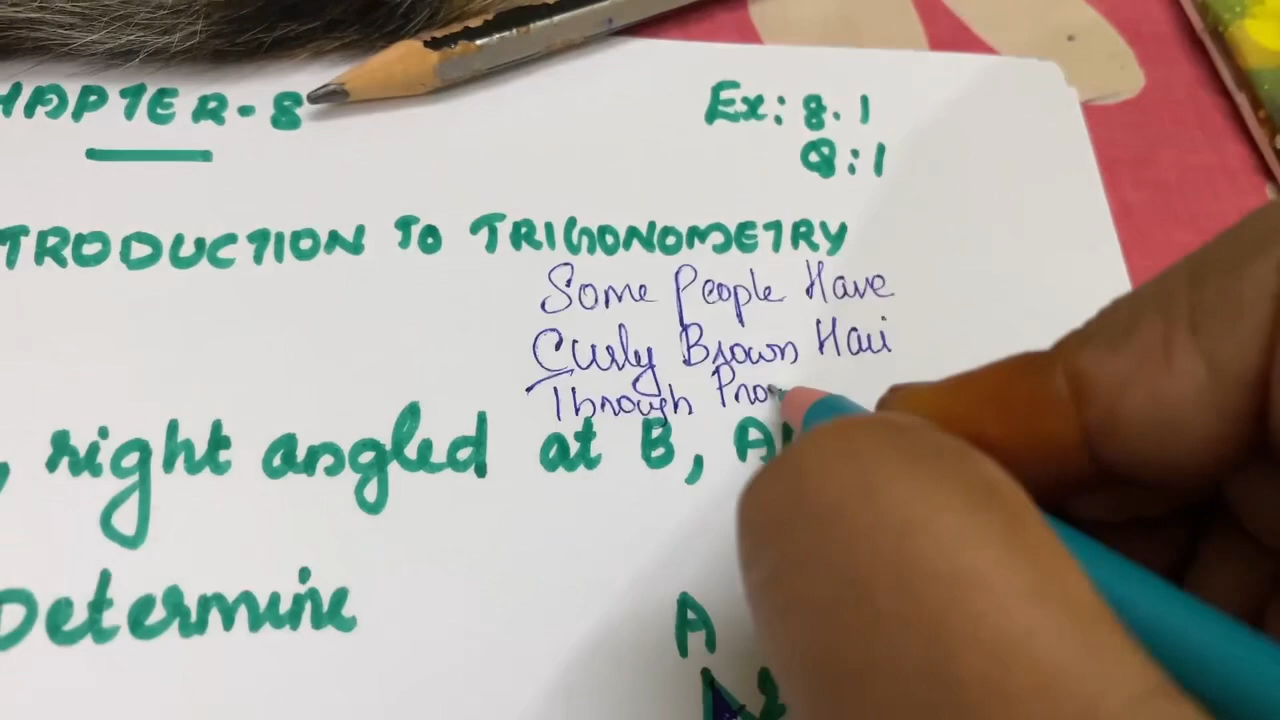 HAPTER-8
Ex: 8.1
Q:1
TRODUCTION TO TRIGONOMETRY
Some People Have
Curly Brown Hair
Through Pro
, right angled at B, A
Determine
A